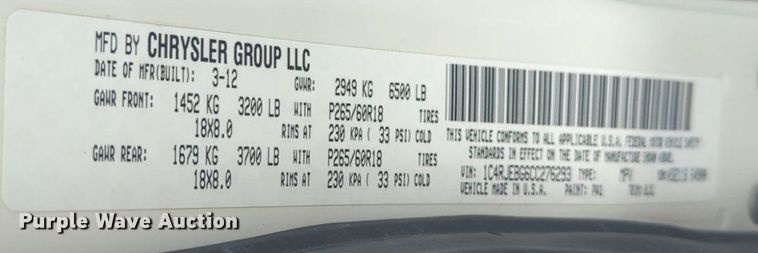 MFD BY CHRYSLER GROUP LLC
DATE OF MFR(BUILT): 3-12 GVWR: 2949 KG 6500 LB
GAWR FRONT: 1452 KG 3200 LB WITH P265/60R18 TIRES
18X8.0 RIMS AT 230 KPA ( 33 PSI) COLD
GAWR REAR: 1679 KG 3700 LB WITH P265/60R18 TIRES
18X8.0 RIMS AT 230 KPA ( 33 PSI) COLD
THIS VEHICLE CONFORMS TO ALL APPLICABLE U.S.A. FEDERAL MOTOR VEHICLE SAFETY
STANDARDS IN EFFECT ON THE DATE OF MANUFACTURE SHOWN ABOVE.
VIN: 1C4RJEBG6CC276293 TYPE: MPV
MADE IN U.S.A. PAINT: TRIM
Purple Wave Auction